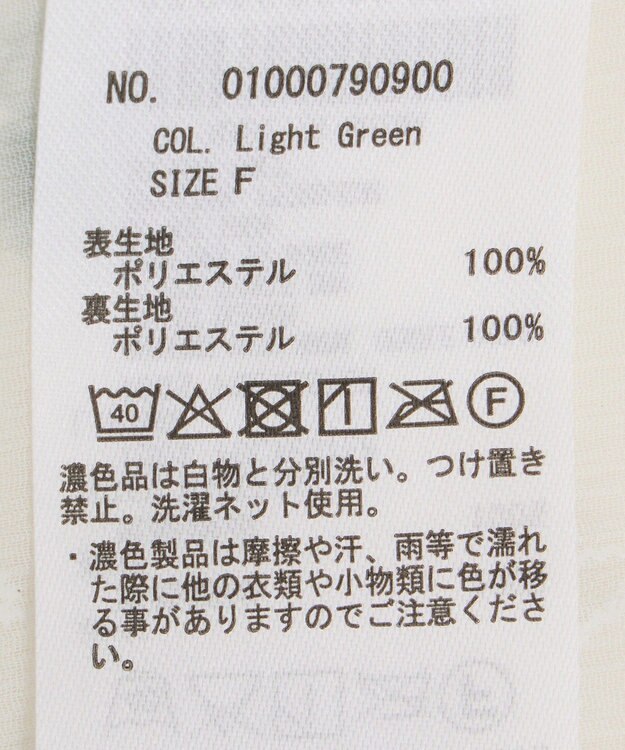 NO. 01000790900
COL. Light Green
SIZE F
表生地
ポリエステル 100%
裏生地
ポリエステル 100%
40 F
濃色品は白物と分別洗い。つけ置き
禁止。洗濯ネット使用。
・濃色製品は摩擦や汗、雨等で濡れ
た際に他の衣類や小物類に色が移
る事がありますのでご注意くださ
い。